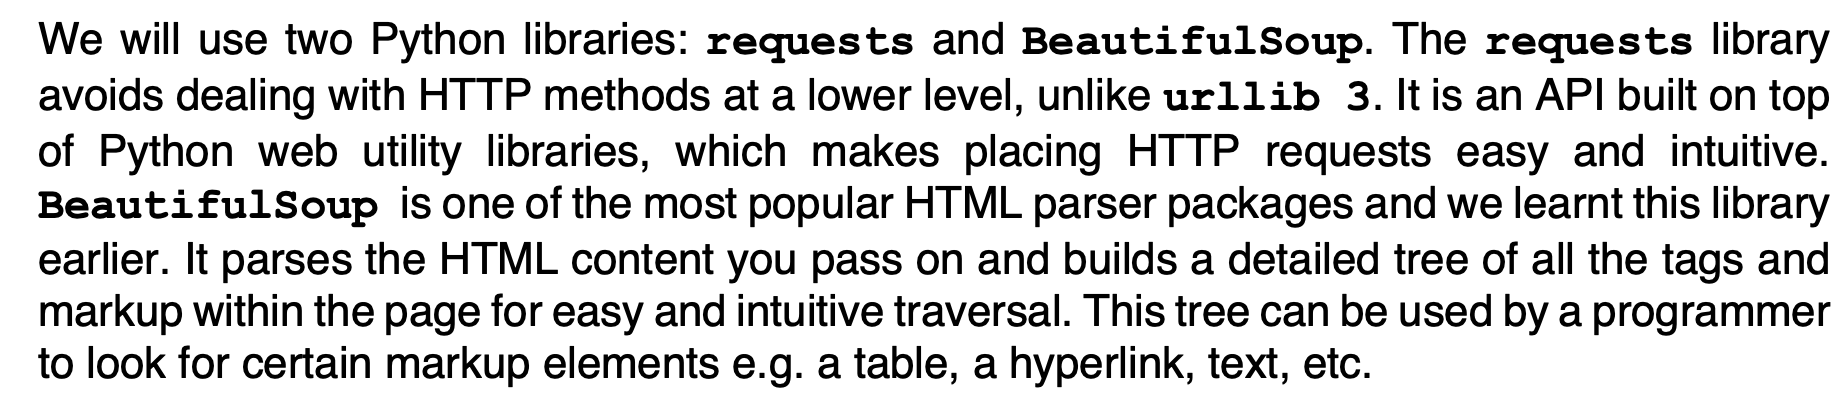 We will use two Python libraries: requests and BeautifulSoup. The requests library
avoids dealing with HTTP methods at a lower level, unlike urllib 3. It is an API built on top
of Python web utility libraries, which makes placing HTTP requests easy and intuitive.
BeautifulSoup is one of the most popular HTML parser packages and we learnt this library
earlier. It parses the HTML content you pass on and builds a detailed tree of all the tags and
markup within the page for easy and intuitive traversal. This tree can be used by a programmer
to look for certain markup elements e.g. a table, a hyperlink, text, etc.